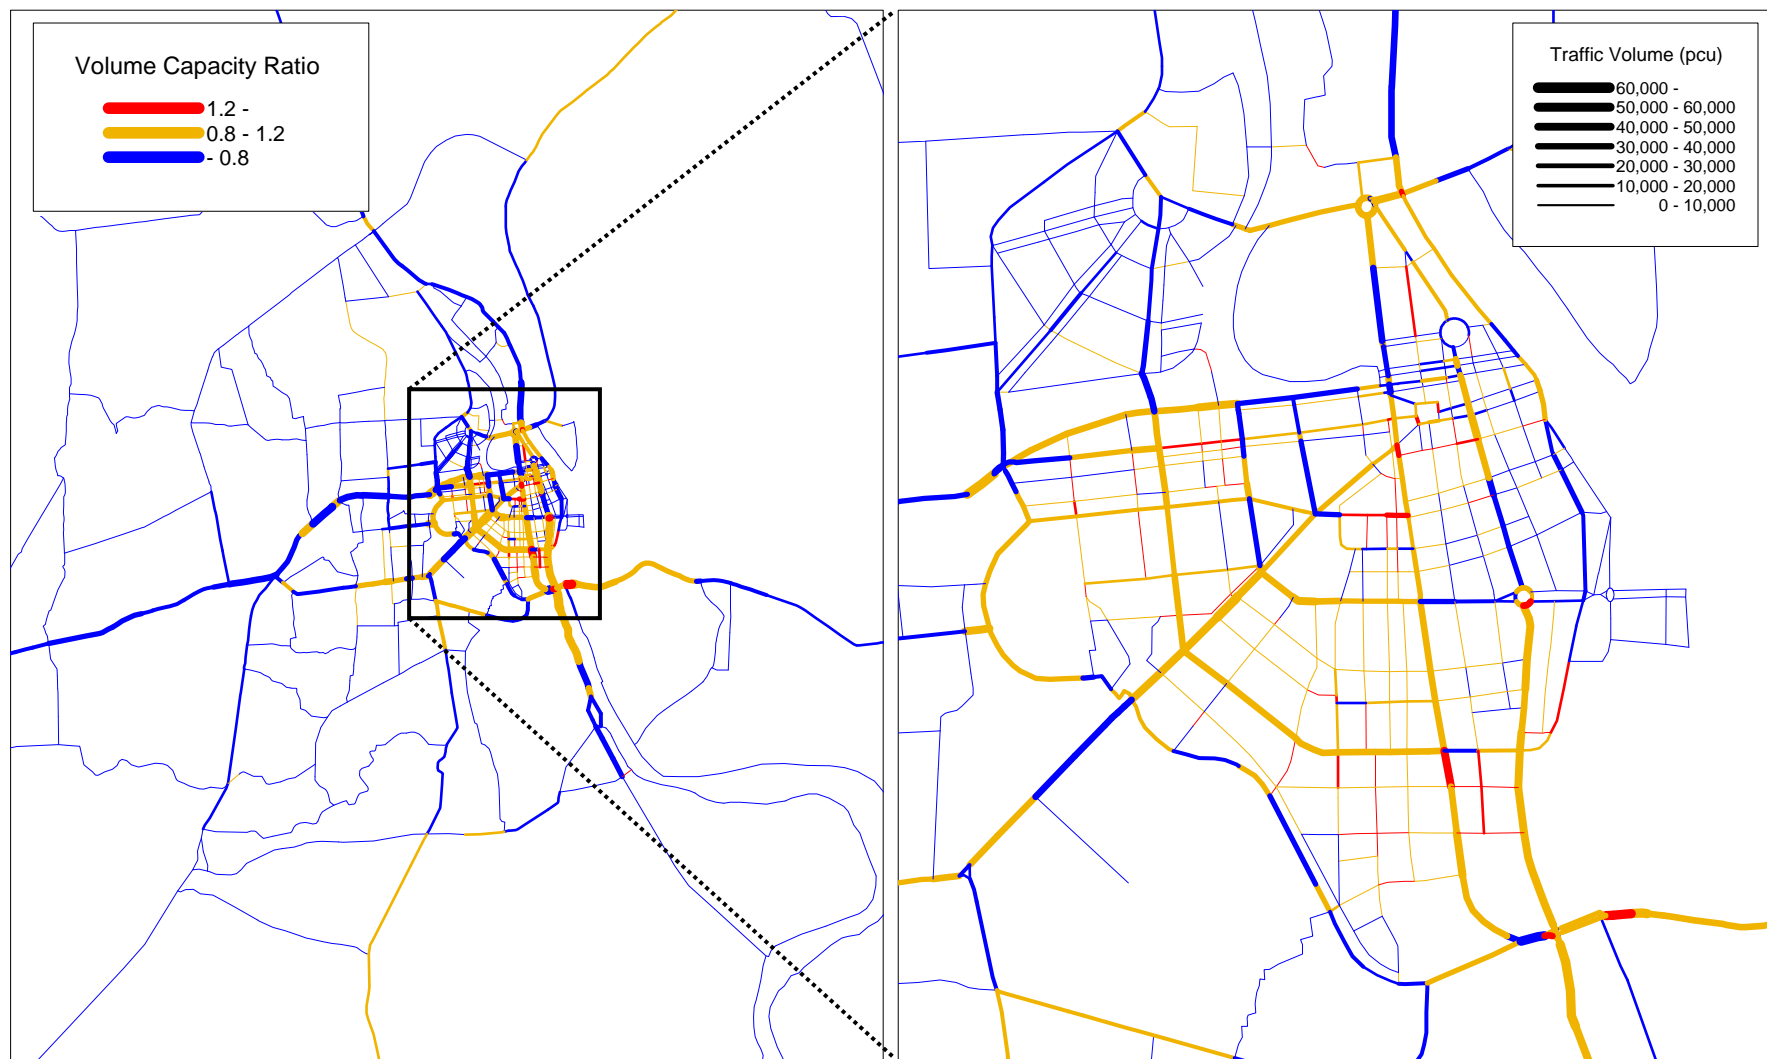 Volume Capacity Ratio
1.2 -
0.8 - 1.2
- 0.8
Traffic Volume (pcu)
60,000 -
50,000 - 60,000
40,000 - 50,000
30,000 - 40,000
20,000 - 30,000
10,000 - 20,000
0 - 10,000